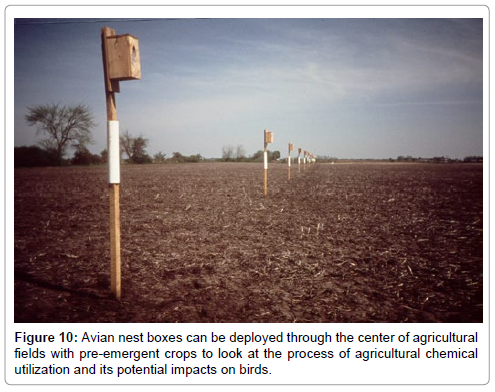 Figure 10: Avian nest boxes can be deployed through the center of agricultural
fields with pre-emergent crops to look at the process of agricultural chemical
utilization and its potential impacts on birds.